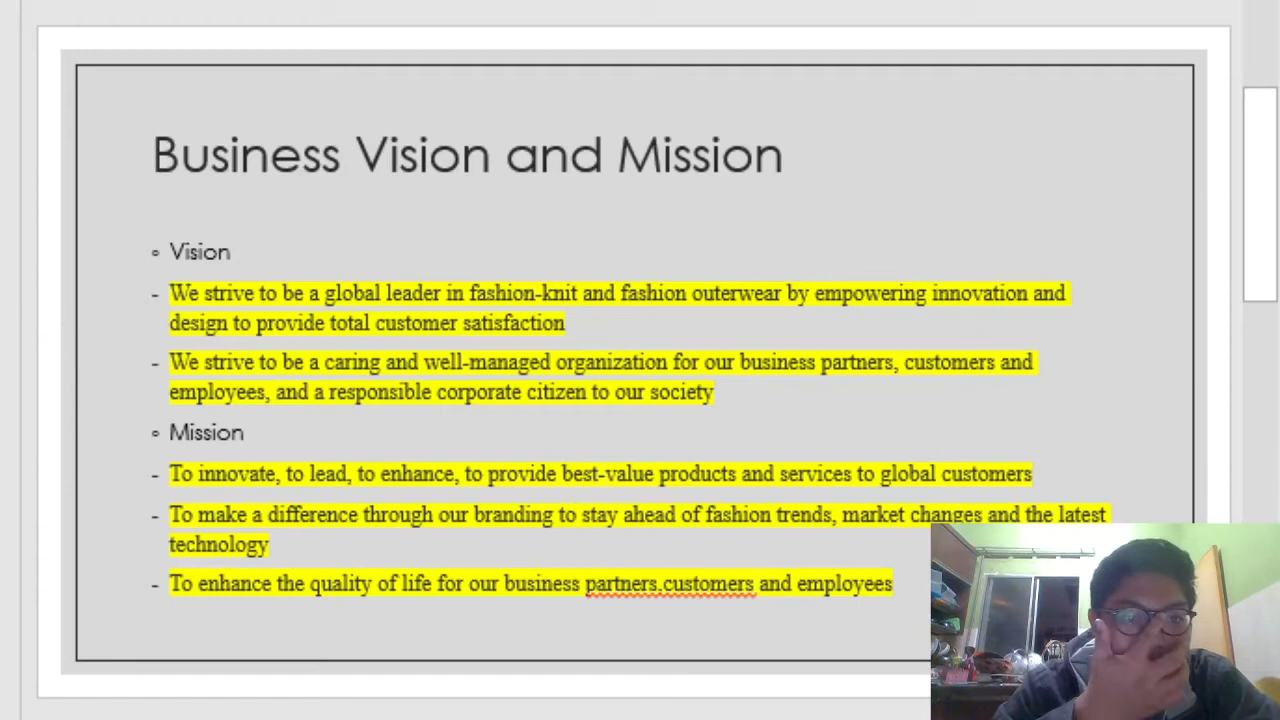 Business Vision and Mission
◦ Vision
- We strive to be a global leader in fashion-knit and fashion outerwear by empowering innovation and
design to provide total customer satisfaction
- We strive to be a caring and well-managed organization for our business partners, customers and
employees, and a responsible corporate citizen to our society
◦ Mission
- To innovate, to lead, to enhance, to provide best-value products and services to global customers
- To make a difference through our branding to stay ahead of fashion trends, market changes and the latest
technology
- To enhance the quality of life for our business partners.customers and employees